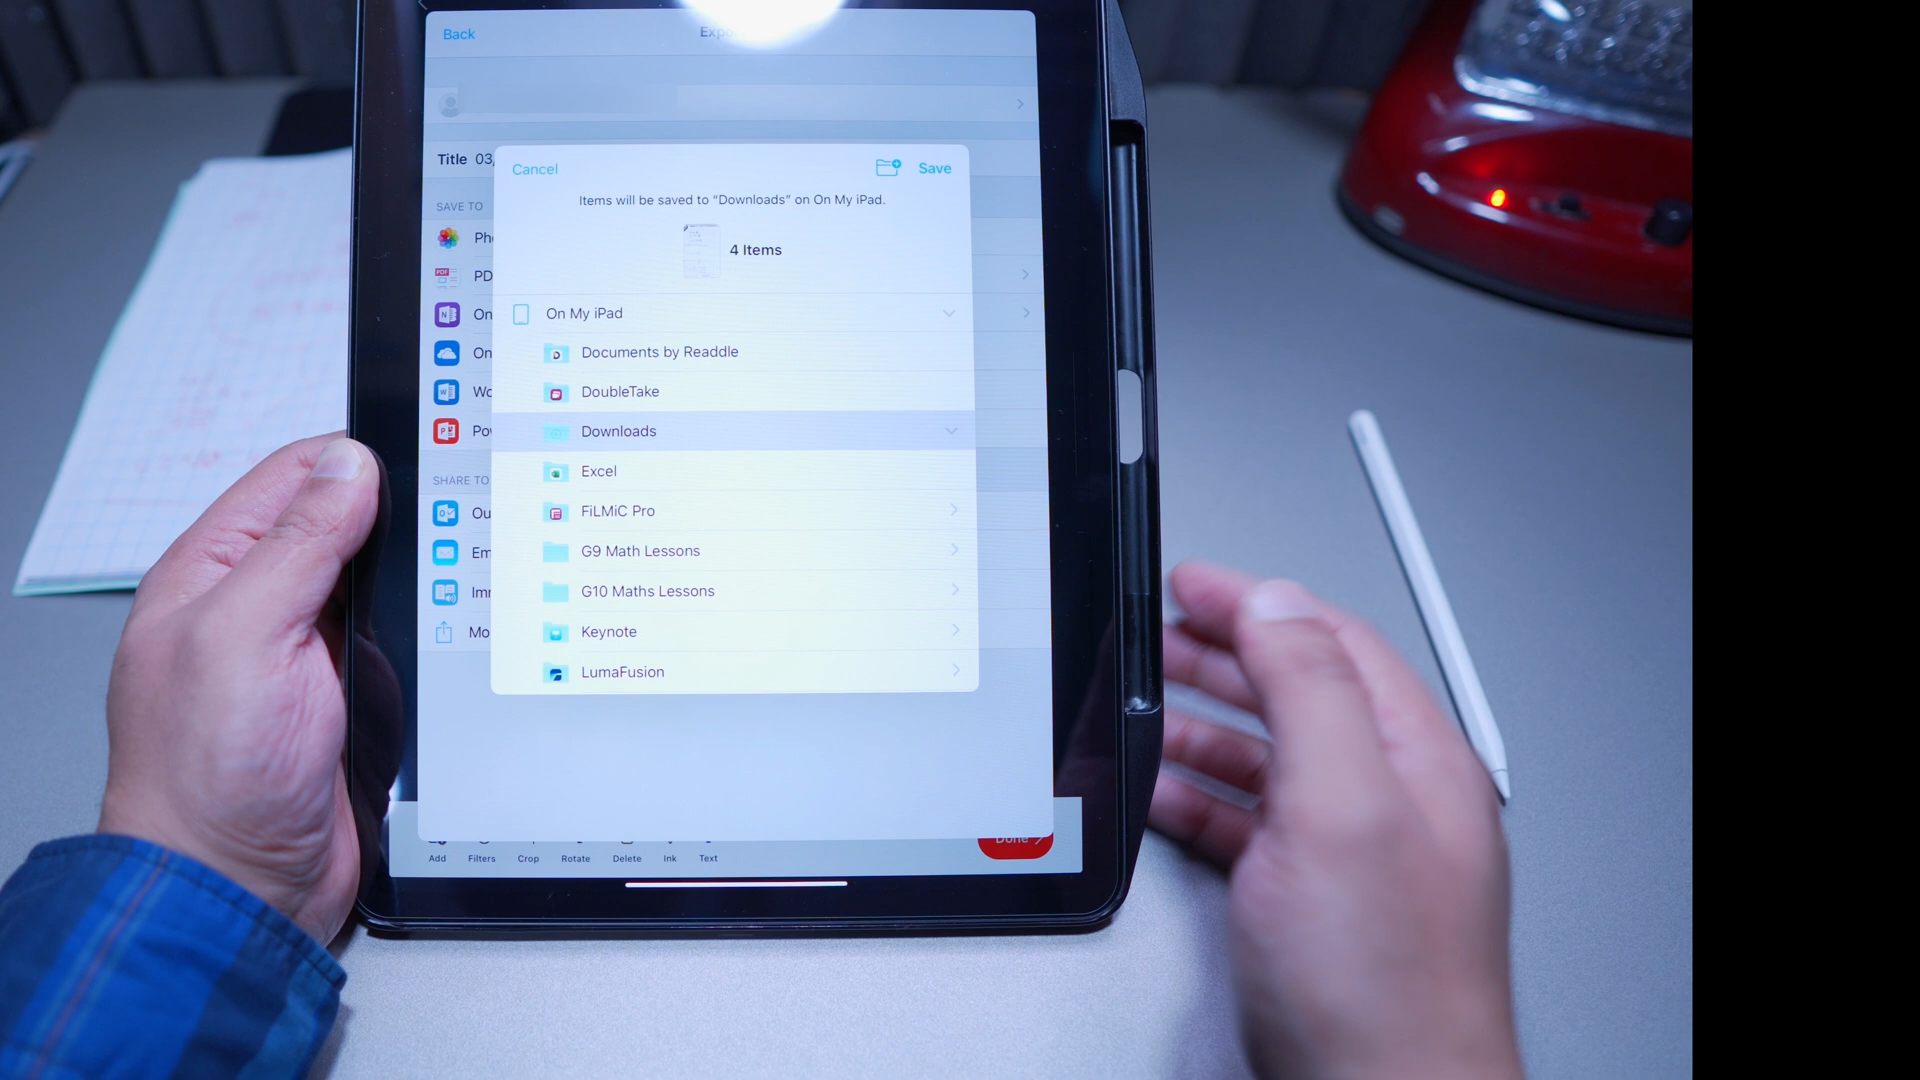 Back
Title 03,
Cancel
Save
Items will be saved to “Downloads” on On My iPad.
4 Items
SAVE TO
On My iPad
Documents by Readdle
DoubleTake
Downloads
Excel
FiLMiC Pro
G9 Math Lessons
G10 Maths Lessons
Keynote
LumaFusion
PDF
SHARE TO
Add
Filters
Crop
Rotate
Delete
Ink
Text
Done